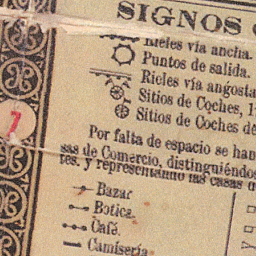 SIGNOS
Rieles vía ancha.
Puntos de salida.
Rieles vía angosta
Sitios de Coches, 1
Sitios de Coches de
7
Por falta de espacio se han
sas de Comercio, distinguiéndos
tes, y representando las casas
Bazar
Botica.
Café.
Camisería